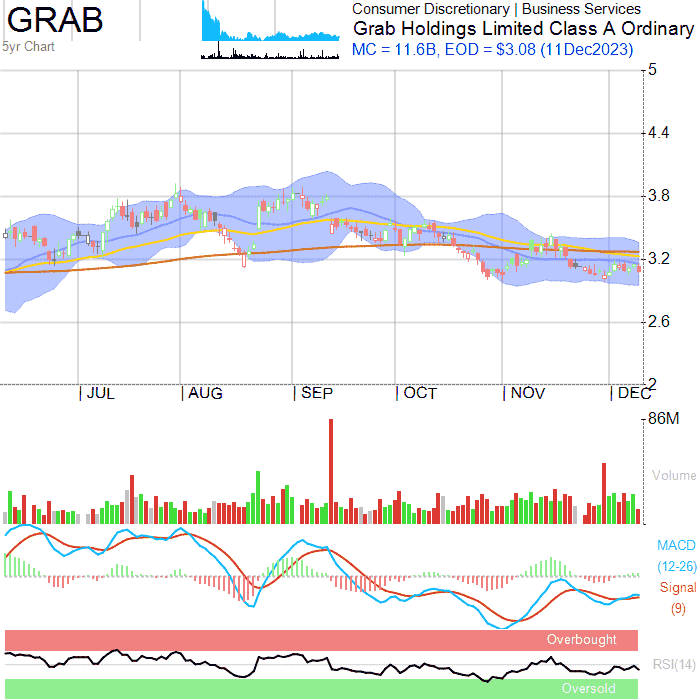 GRAB
5yr Chart
Consumer Discretionary | Business Services
Grab Holdings Limited Class A Ordinary
MC = 11.6B, EOD = $3.08 (11Dec2023)
5
4.4
3.8
3.2
2.6
2
| JUL | AUG | SEP | OCT | NOV | DEC
86M
Volume
MACD
(12-26)
Signal
(9)
Overbought
RSI(14)
Oversold